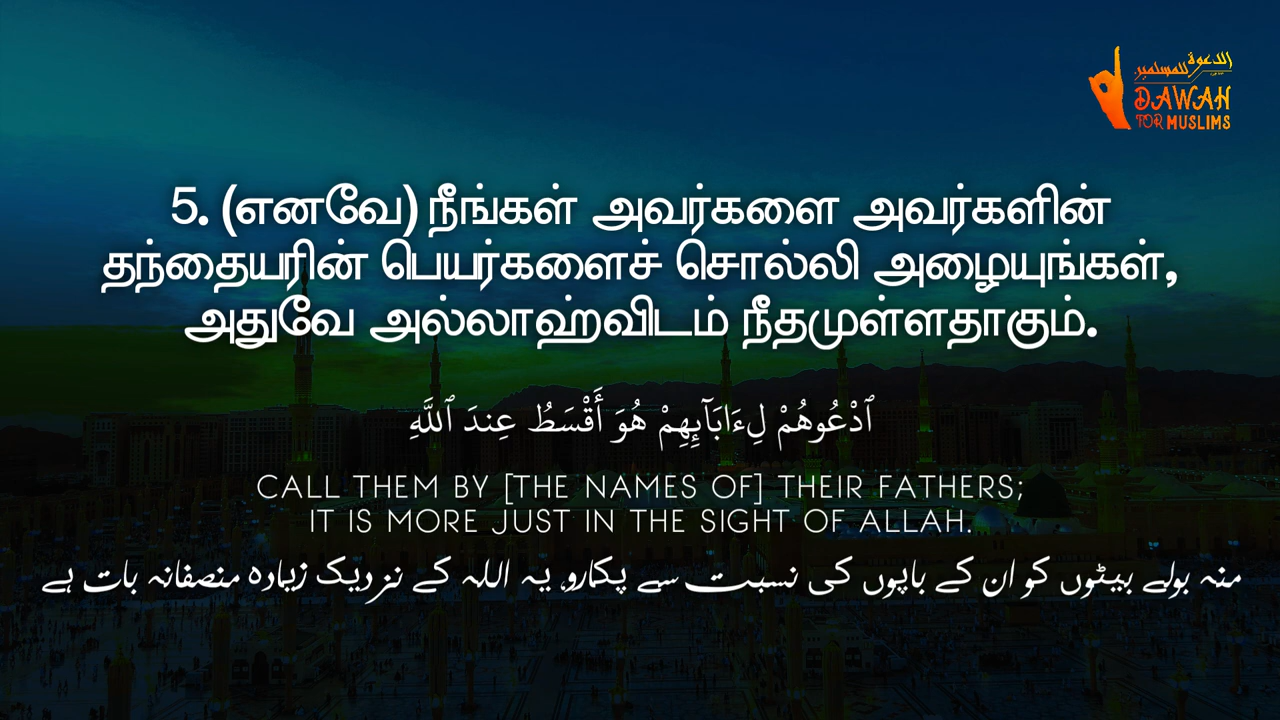 الدعوة للمسلمين
DAWAH
FOR MUSLIMS
5. (எனவே) நீங்கள் அவர்களை அவர்களின்
தந்தையரின் பெயர்களைச் சொல்லி அழையுங்கள்,
அதுவே அல்லாஹ்விடம் நீதமுள்ளதாகும்.
ٱدْعُوهُمْ لِـَٔابَآئِهِمْ هُوَ أَقْسَطُ عِندَ ٱللَّهِ
CALL THEM BY [THE NAMES OF] THEIR FATHERS;
IT IS MORE JUST IN THE SIGHT OF ALLAH.
منہ بولے بیٹوں کو ان کے باپوں کی نسبت سے پکارو, یہ اللہ کے نزدیک زیادہ منصفانہ بات ہے